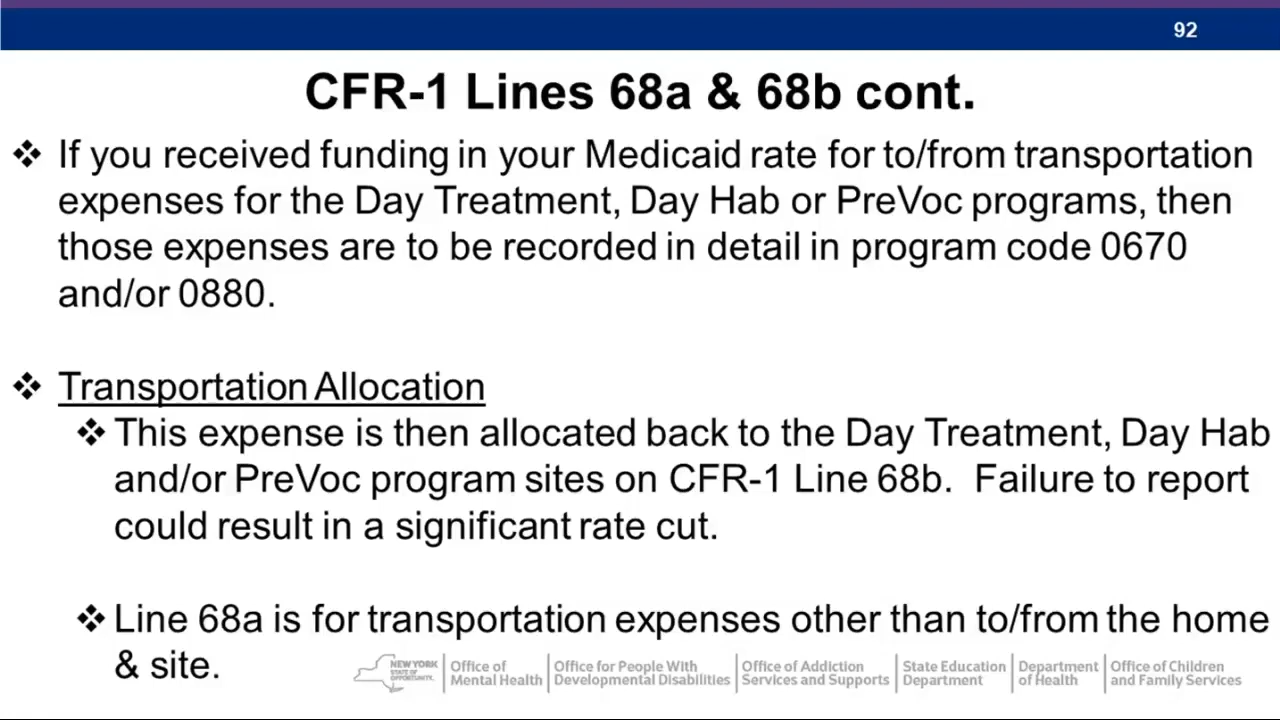 92
CFR-1 Lines 68a & 68b cont.
❖ If you received funding in your Medicaid rate for to/from transportation
expenses for the Day Treatment, Day Hab or PreVoc programs, then
those expenses are to be recorded in detail in program code 0670
and/or 0880.
❖ Transportation Allocation
❖ This expense is then allocated back to the Day Treatment, Day Hab
and/or PreVoc program sites on CFR-1 Line 68b.  Failure to report
could result in a significant rate cut.
❖ Line 68a is for transportation expenses other than to/from the home
& site.
NEW YORK
STATE OF
OPPORTUNITY.
Office of
Mental Health
Office for People With
Developmental Disabilities
Office of Addiction
Services and Supports
State Education
Department
Department
of Health
Office of Children
and Family Services